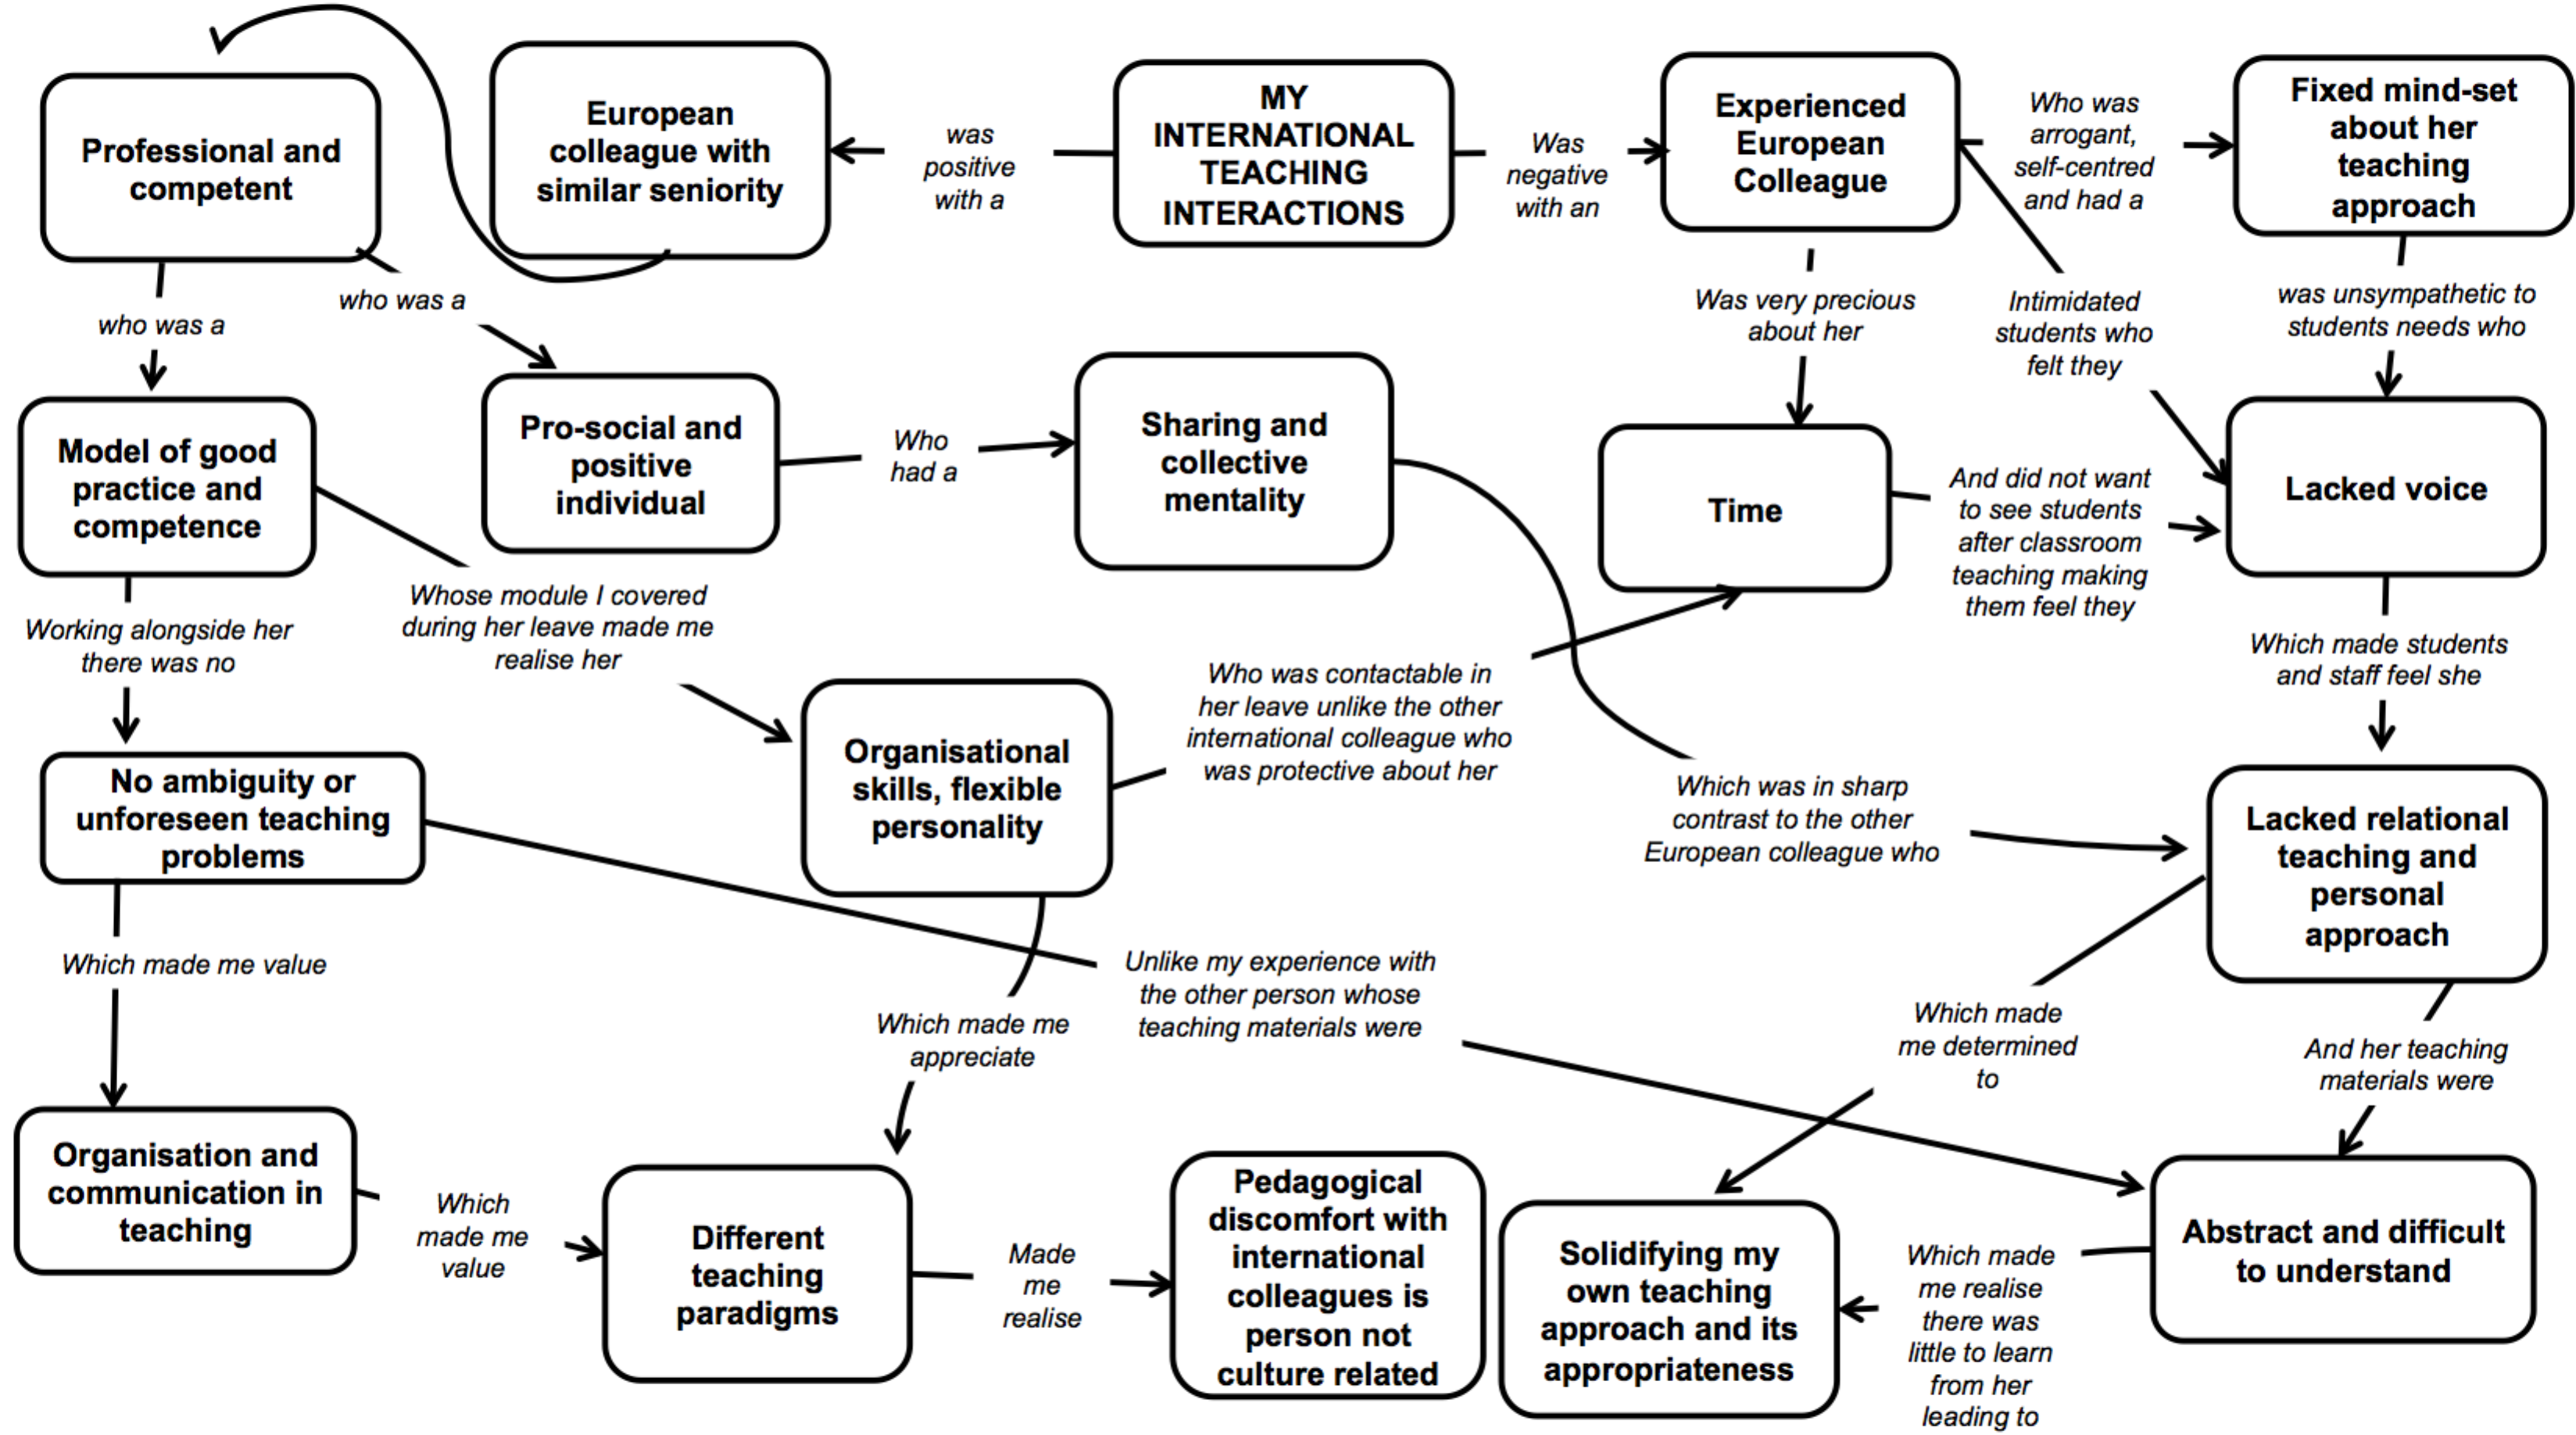 Professional and
competent
European
colleague with
similar seniority
was
positive
with a
MY
INTERNATIONAL
TEACHING
INTERACTIONS
Was
negative
with an
Experienced
European
Colleague
Who was
arrogant,
self-centred
and had a
Fixed mind-set
about her
teaching
approach
who was a
who was a
Was very precious
about her
Intimidated
students who
felt they
was unsympathetic to
students needs who
Model of good
practice and
competence
Pro-social and
positive
individual
Who
had a
Sharing and
collective
mentality
Time
And did not want
to see students
after classroom
teaching making
them feel they
Lacked voice
Working alongside her
there was no
Whose module I covered
during her leave made me
realise her
Who was contactable in
her leave unlike the other
international colleague who
was protective about her
Which made students
and staff feel she
No ambiguity or
unforeseen teaching
problems
Organisational
skills, flexible
personality
Which was in sharp
contrast to the other
European colleague who
Lacked relational
teaching and
personal
approach
Which made me value
Which made me
appreciate
Unlike my experience with
the other person whose
teaching materials were
Which made
me determined
to
And her teaching
materials were
Organisation and
communication in
teaching
Which
made me
value
Different
teaching
paradigms
Made
me
realise
Pedagogical
discomfort with
international
colleagues is
person not
culture related
Solidifying my
own teaching
approach and its
appropriateness
Which made
me realise
there was
little to learn
from her
leading to
Abstract and difficult
to understand